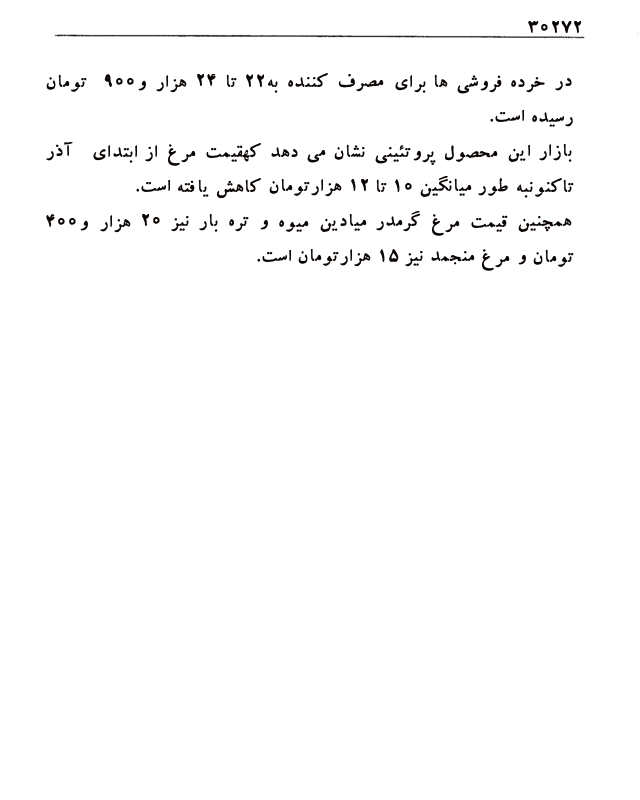 ۳۰۲۷۲
در خرده فروشی ها برای مصرف کننده به۲۲ تا ۲۴ هزار و۹۰۰ تومان
رسیده است.
بازار این محصول پروتئینی نشان می دهد کهقیمت مرغ از ابتدای آذر
تاکنونبه طور میانگین ۱۰ تا ۱۲ هزارتومان کاهش یافته است.
همچنین قیمت مرغ گرمدر میادین میوه و تره بار نیز ۲۰ هزار و۴۰۰
تومان و مرغ منجمد نیز ۱۵ هزارتومان است.